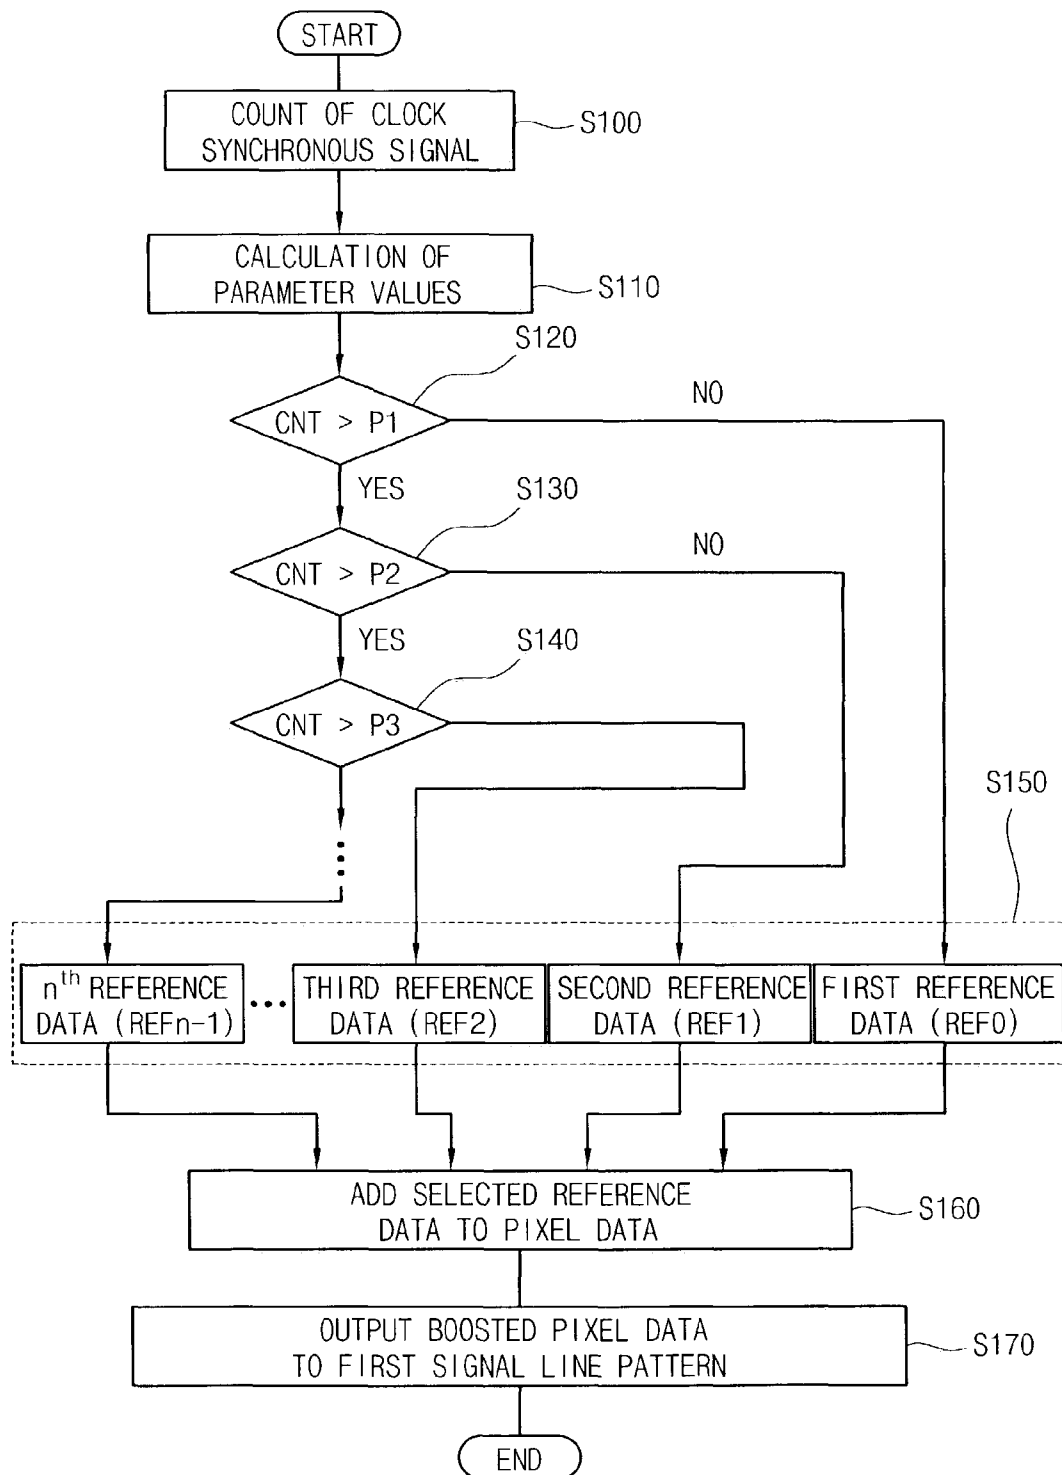 START
COUNT OF CLOCK
SYNCHRONOUS SIGNAL
S100
CALCULATION OF
PARAMETER VALUES
S110
S120
CNT > P1
NO
YES
S130
CNT > P2
NO
YES
S140
CNT > P3
S150
nth REFERENCE
DATA (REFn-1)
THIRD REFERENCE
DATA (REF2)
SECOND REFERENCE
DATA (REF1)
FIRST REFERENCE
DATA (REF0)
ADD SELECTED REFERENCE
DATA TO PIXEL DATA
S160
OUTPUT BOOSTED PIXEL DATA
TO FIRST SIGNAL LINE PATTERN
S170
END